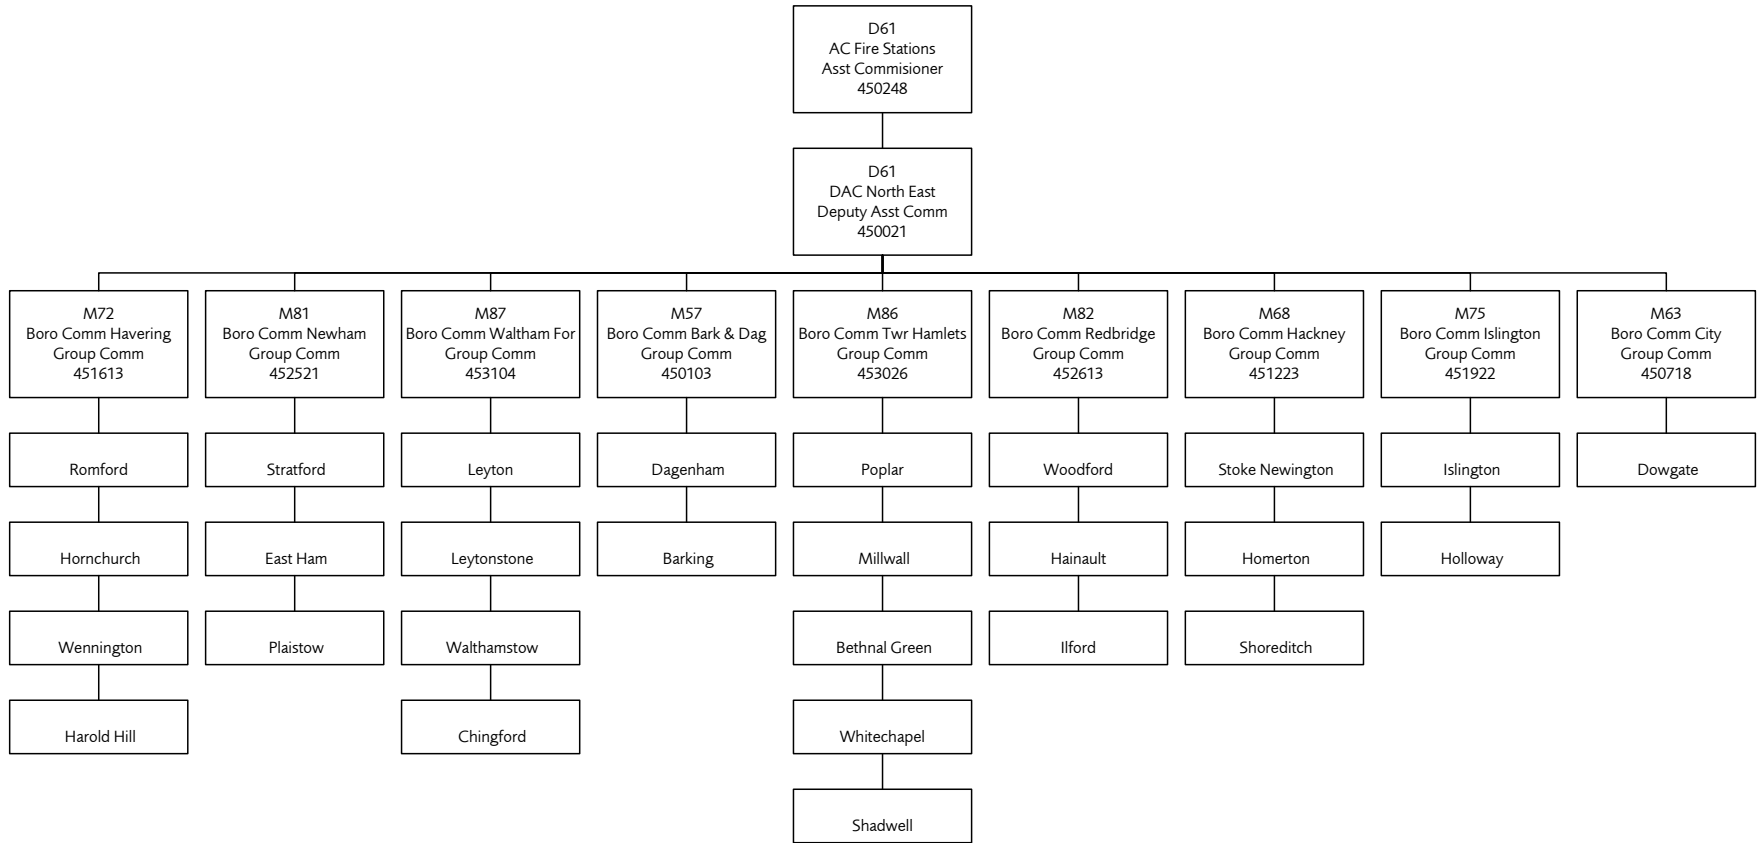 D61
AC Fire Stations
Asst Commisioner
450248
D61
DAC North East
Deputy Asst Comm
450021
M72
Boro Comm Havering
Group Comm
451613
M81
Boro Comm Newham
Group Comm
452521
M87
Boro Comm Waltham For
Group Comm
453104
M57
Boro Comm Bark & Dag
Group Comm
450103
M86
Boro Comm Twr Hamlets
Group Comm
453026
M82
Boro Comm Redbridge
Group Comm
452613
M68
Boro Comm Hackney
Group Comm
451223
M75
Boro Comm Islington
Group Comm
451922
M63
Boro Comm City
Group Comm
450718
Romford
Stratford
Leyton
Dagenham
Poplar
Woodford
Stoke Newington
Islington
Dowgate
Hornchurch
East Ham
Leytonstone
Barking
Millwall
Hainault
Homerton
Holloway
Wennington
Plaistow
Walthamstow
Bethnal Green
Ilford
Shoreditch
Harold Hill
Chingford
Whitechapel
Shadwell